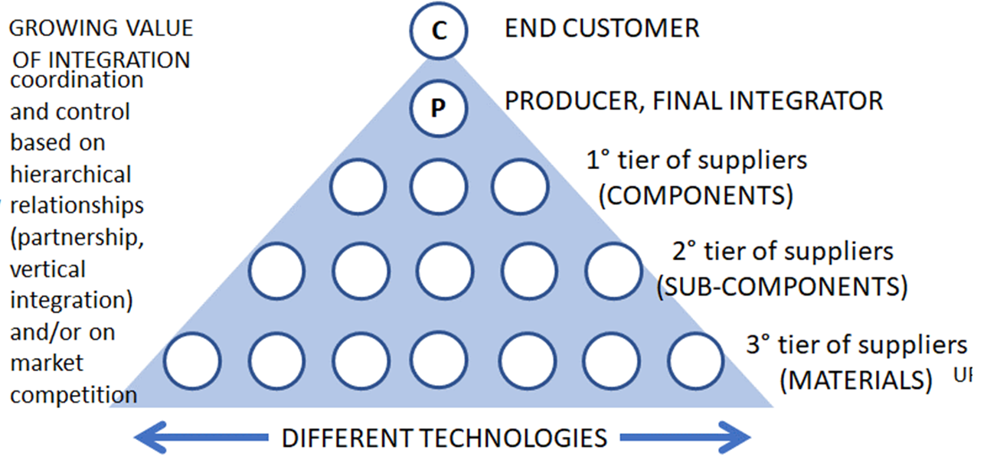 GROWING VALUE
OF INTEGRATION
coordination
and control
based on
hierarchical
relationships
(partnership,
vertical
integration)
and/or on
market
competition
C
END CUSTOMER
P
PRODUCER, FINAL INTEGRATOR
1° tier of suppliers
(COMPONENTS)
2° tier of suppliers
(SUB-COMPONENTS)
3° tier of suppliers
(MATERIALS)
DIFFERENT TECHNOLOGIES